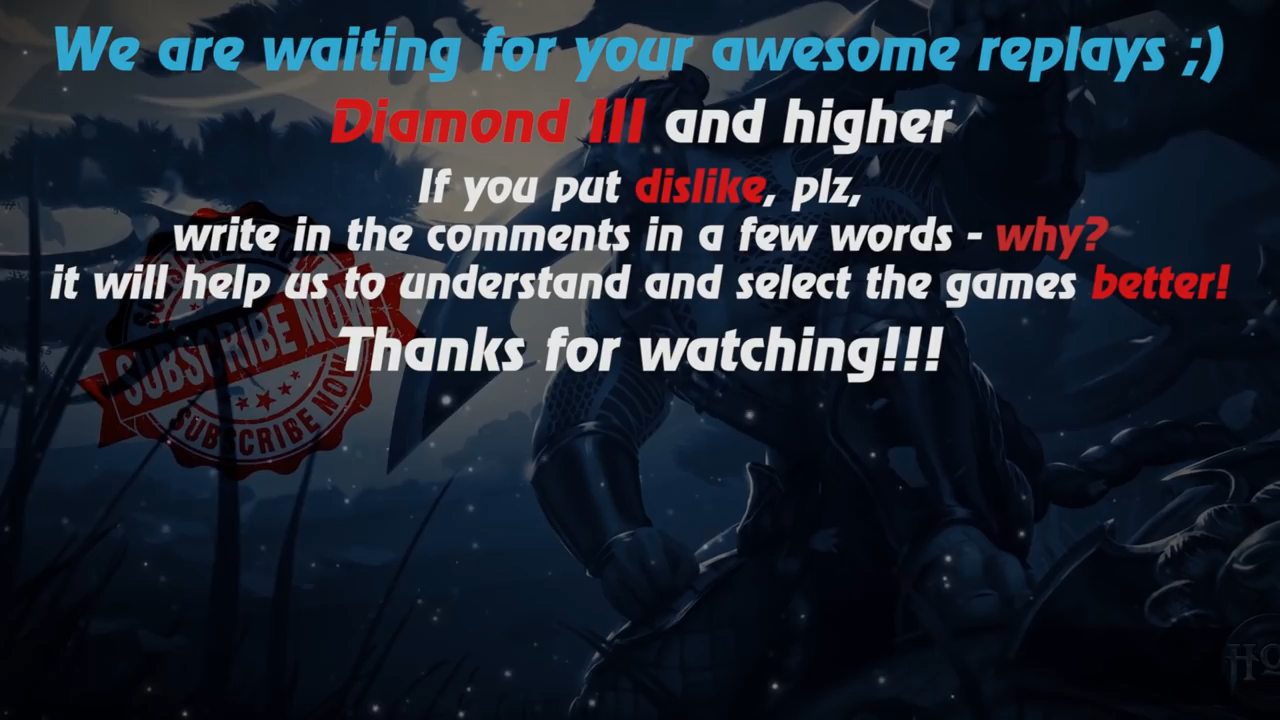 We are waiting for your awesome replays ;)
Diamond III and higher
If you put dislike, plz,
write in the comments in a few words - why?
it will help us to understand and select the games better!
Thanks for watching!!!
SUBSCRIBE NOW
SUBSCRIBE NOW